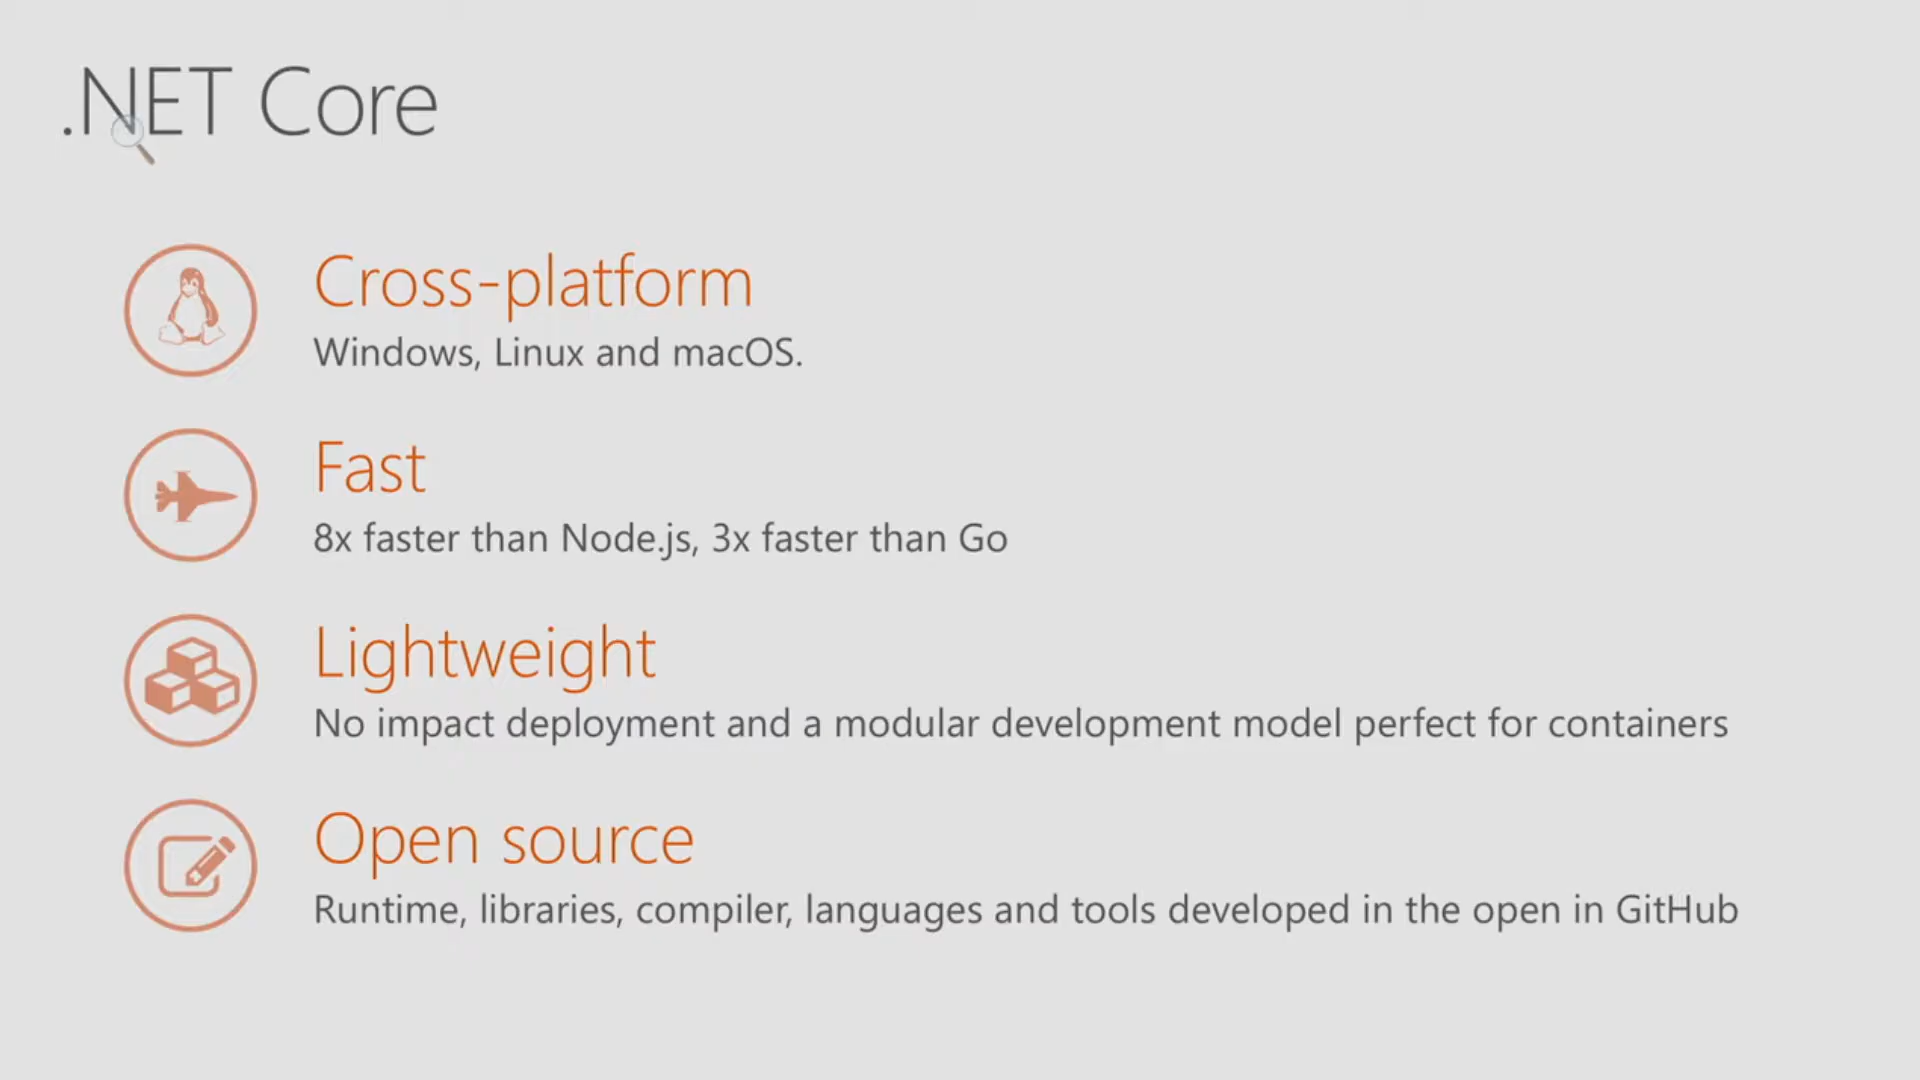 .NET Core
Cross-platform
Windows, Linux and macOS.
Fast
8x faster than Node.js, 3x faster than Go
Lightweight
No impact deployment and a modular development model perfect for containers
Open source
Runtime, libraries, compiler, languages and tools developed in the open in GitHub